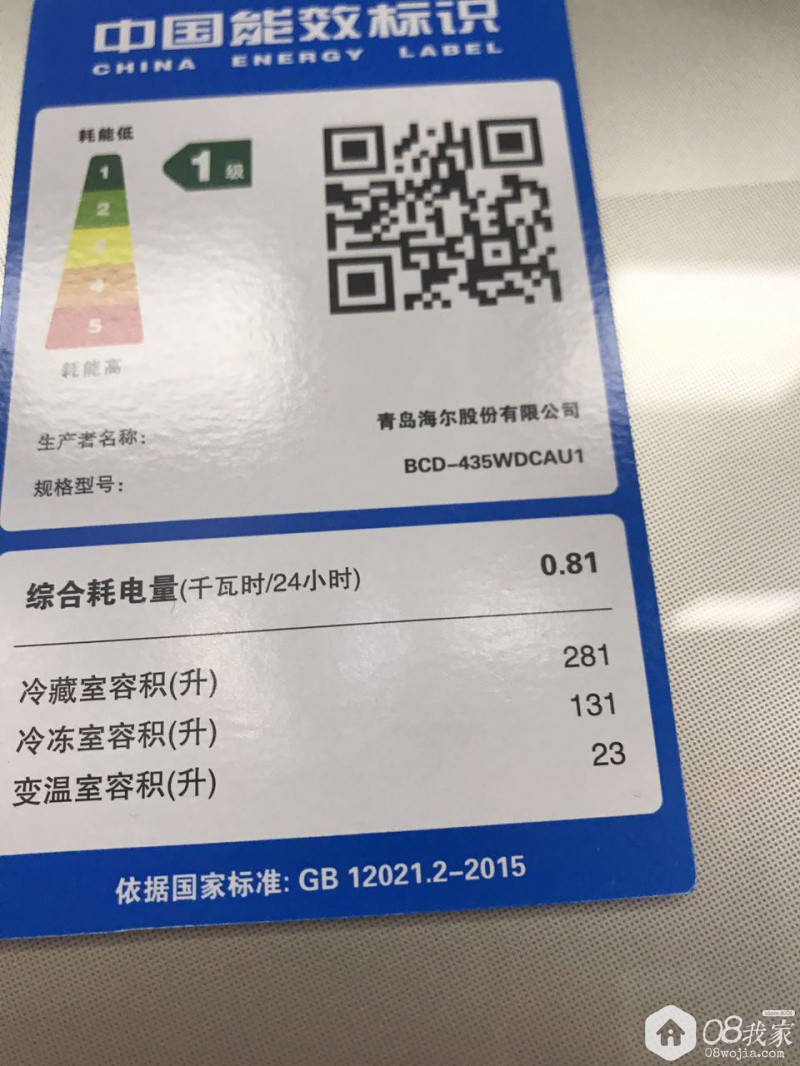 中国能效标识
CHINA ENERGY LABEL
耗能低
1
2
3
4
5
耗能高
1级
生产者名称: 青岛海尔股份有限公司
规格型号: BCD-435WDCAU1
综合耗电量(千瓦时/24小时) 0.81
冷藏室容积(升) 281
冷冻室容积(升) 131
变温室容积(升) 23
依据国家标准: GB 12021.2-2015
08我家
08wojia.com